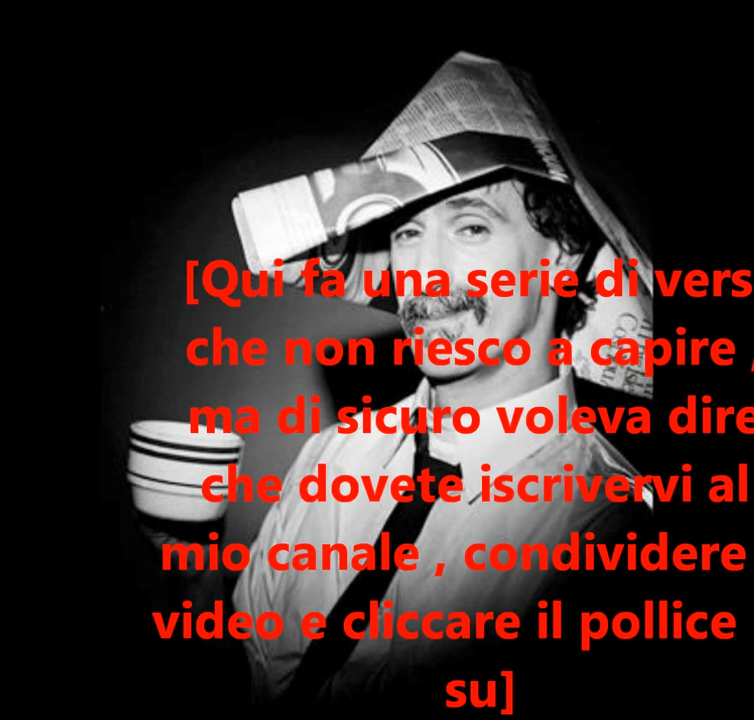 [Qui fa una serie di vers
che non riesco a capire ,
ma di sicuro voleva dire
che dovete iscrivervi al
mio canale , condividere
video e cliccare il pollice
su]